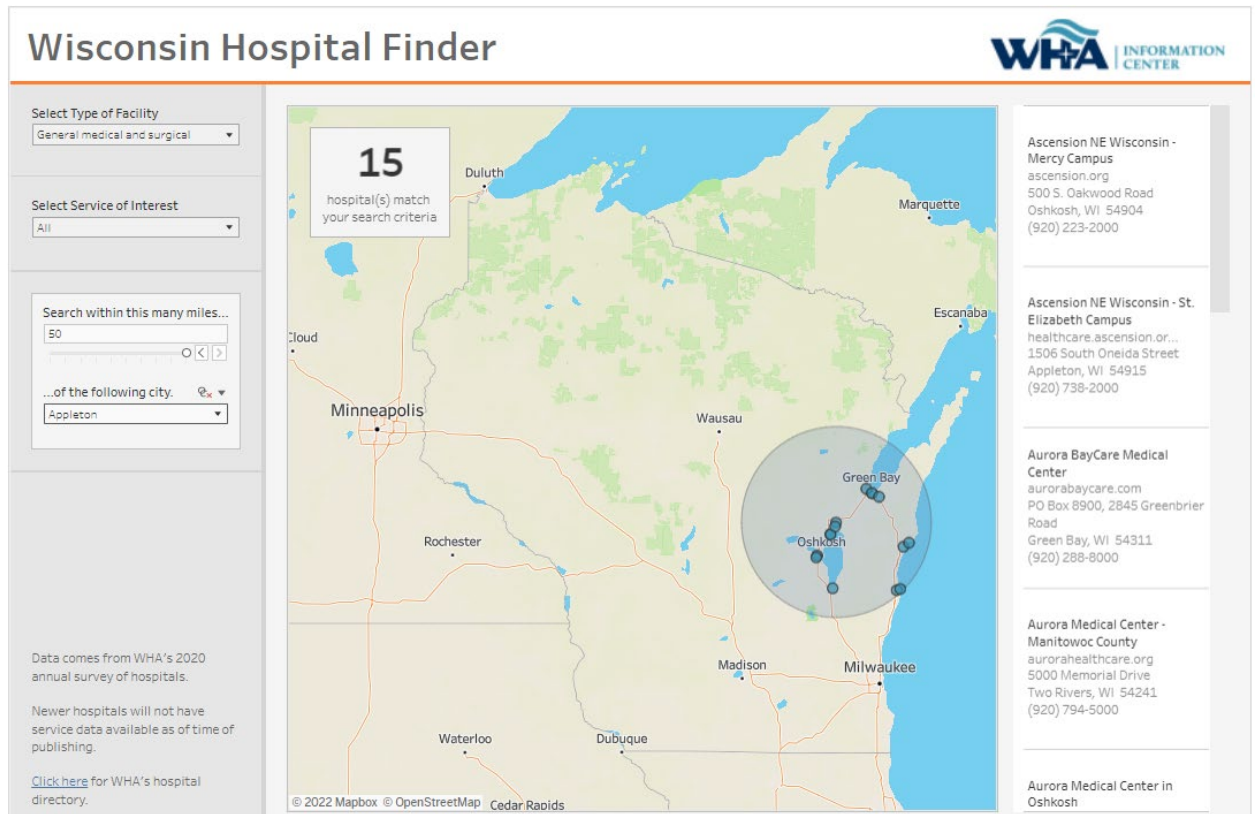 Wisconsin Hospital Finder
WHA INFORMATION
CENTER
Select Type of Facility
General medical and surgical
Select Service of Interest
All
Search within this many miles...
50
...of the following city.
Appleton
Data comes from WHA's 2020
annual survey of hospitals.
Newer hospitals will not have
service data available as of time of
publishing.
Click here for WHA's hospital
directory.
15
hospital(s) match
your search criteria
Duluth
Marquette
Escanaba
Cloud
Minneapolis
Wausau
Green Bay
Rochester
Oshkosh
Madison
Milwaukee
Waterloo
Dubuque
© 2022 Mapbox © OpenStreetMap
Cedar Rapids
Ascension NE Wisconsin -
Mercy Campus
ascension.org
500 S. Oakwood Road
Oshkosh, WI 54904
(920) 223-2000
Ascension NE Wisconsin - St.
Elizabeth Campus
healthcare.ascension.or...
1506 South Oneida Street
Appleton, WI 54915
(920) 738-2000
Aurora BayCare Medical
Center
aurorabaycare.com
PO Box 8900, 2845 Greenbrier
Road
Green Bay, WI 54311
(920) 288-8000
Aurora Medical Center -
Manitowoc County
aurorahealthcare.org
5000 Memorial Drive
Two Rivers, WI 54241
(920) 794-5000
Aurora Medical Center in
Oshkosh